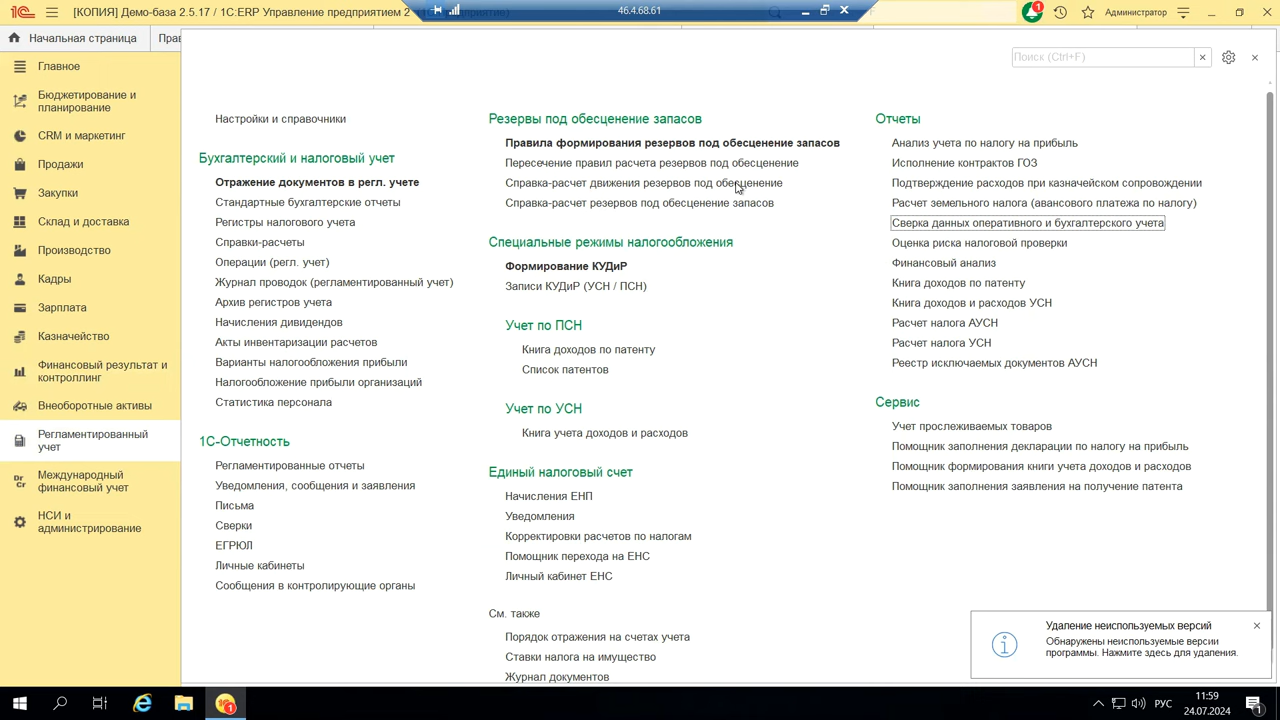 [КОПИЯ] Демо-база 2.5.17 / 1С:ERP Управление предприятием 2
46.4.68.61
1
Администратор
Начальная страница
Прав
Главное
Бюджетирование и
планирование
CRM и маркетинг
Продажи
Закупки
Склад и доставка
Производство
Кадры
Зарплата
Казначейство
Финансовый результат и
контроллинг
Внеоборотные активы
Регламентированный
учет
Международный
финансовый учет
НСИ и
администрирование
Поиск (Ctrl+F)
Настройки и справочники
Бухгалтерский и налоговый учет
Отражение документов в регл. учете
Стандартные бухгалтерские отчеты
Регистры налогового учета
Справки-расчеты
Операции (регл. учет)
Журнал проводок (регламентированный учет)
Архив регистров учета
Начисления дивидендов
Акты инвентаризации расчетов
Варианты налогообложения прибыли
Налогообложение прибыли организаций
Статистика персонала
1С-Отчетность
Регламентированные отчеты
Уведомления, сообщения и заявления
Письма
Сверки
ЕГРЮЛ
Личные кабинеты
Сообщения в контролирующие органы
Резервы под обесценение запасов
Правила формирования резервов под обесценение запасов
Пересечение правил расчета резервов под обесценение
Справка-расчет движения резервов под обесценение
Справка-расчет резервов под обесценение запасов
Специальные режимы налогообложения
Формирование КУДиР
Записи КУДиР (УСН / ПСН)
Учет по ПСН
Книга доходов по патенту
Список патентов
Учет по УСН
Книга учета доходов и расходов
Единый налоговый счет
Начисления ЕНП
Уведомления
Корректировки расчетов по налогам
Помощник перехода на ЕНС
Личный кабинет ЕНС
См. также
Порядок отражения на счетах учета
Ставки налога на имущество
Журнал документов
Отчеты
Анализ учета по налогу на прибыль
Исполнение контрактов ГОЗ
Подтверждение расходов при казначейском сопровождении
Расчет земельного налога (авансового платежа по налогу)
Сверка данных оперативного и бухгалтерского учета
Оценка риска налоговой проверки
Финансовый анализ
Книга доходов по патенту
Книга доходов и расходов УСН
Расчет налога АУСН
Расчет налога УСН
Реестр исключаемых документов АУСН
Сервис
Учет прослеживаемых товаров
Помощник заполнения декларации по налогу на прибыль
Помощник формирования книги учета доходов и расходов
Помощник заполнения заявления на получение патента
Удаление неиспользуемых версий
Обнаружены неиспользуемые версии
программы. Нажмите здесь для удаления.
РУС
11:59
24.07.2024
1